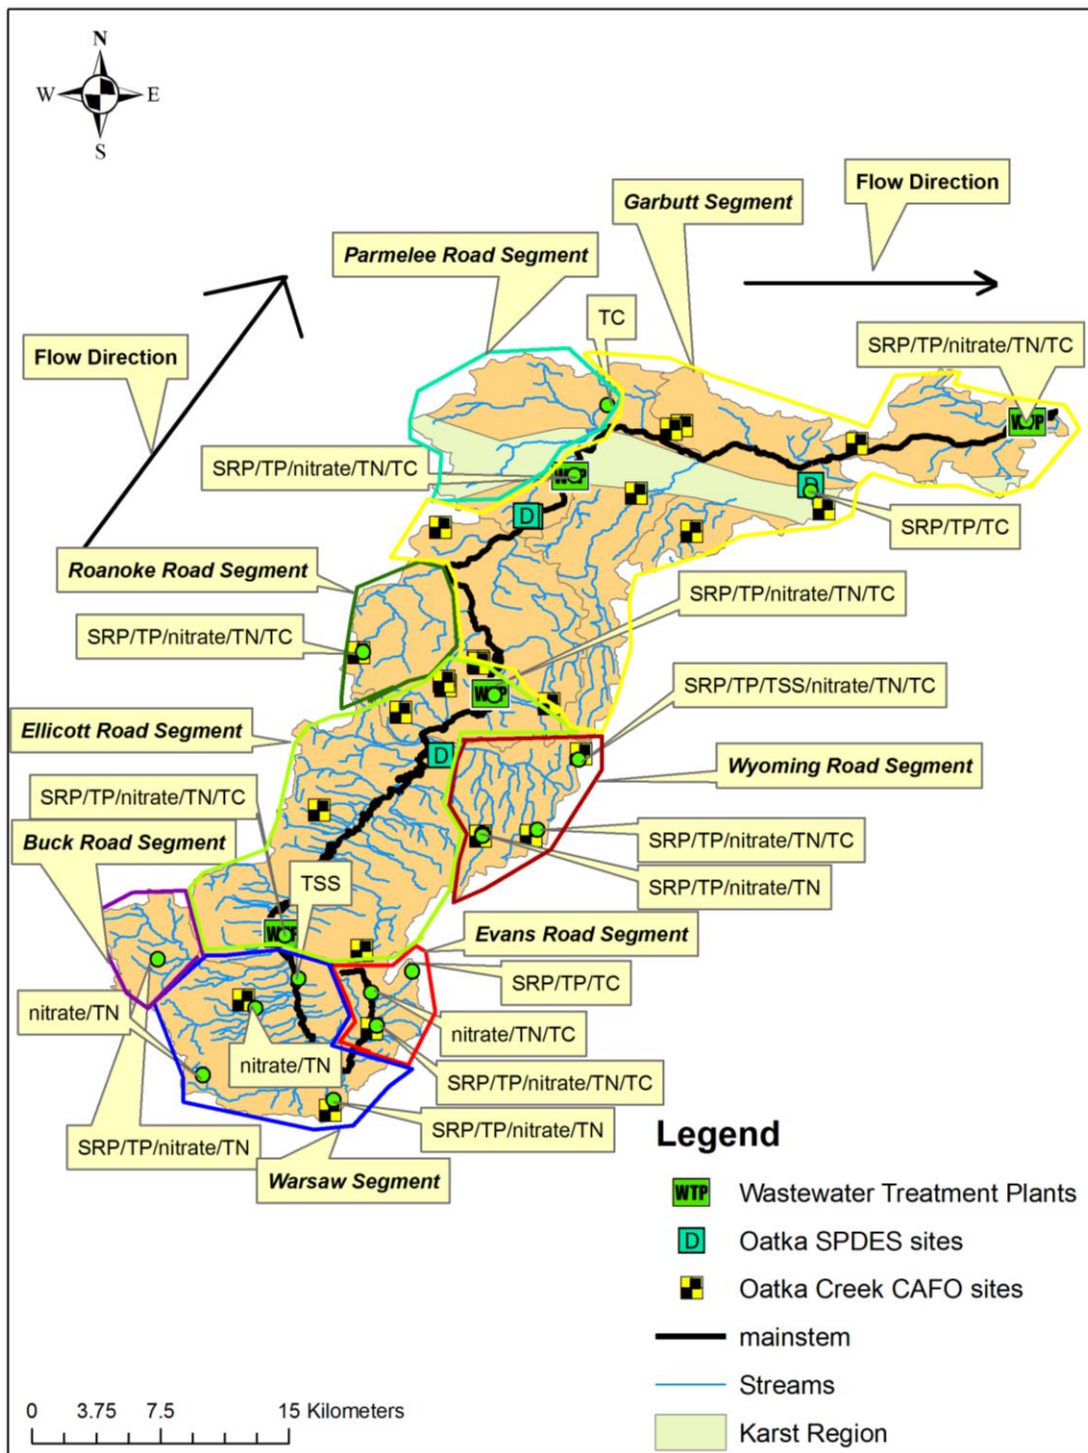 N
W E
S
Flow Direction
Garbutt Segment
Parmelee Road Segment
TC
SRP/TP/nitrate/TN/TC
Flow Direction
SRP/TP/nitrate/TN/TC
WTP
WTP
D
D
SRP/TP/TC
Roanoke Road Segment
SRP/TP/nitrate/TN/TC
SRP/TP/nitrate/TN/TC
SRP/TP/TSS/nitrate/TN/TC
WTP
Ellicott Road Segment
D
Wyoming Road Segment
SRP/TP/nitrate/TN/TC
Buck Road Segment
SRP/TP/nitrate/TN/TC
TSS
SRP/TP/nitrate/TN
WTP
Evans Road Segment
SRP/TP/TC
nitrate/TN
nitrate/TN/TC
nitrate/TN
SRP/TP/nitrate/TN/TC
SRP/TP/nitrate/TN
SRP/TP/nitrate/TN
Warsaw Segment
Legend
WTP Wastewater Treatment Plants
D Oatka SPDES sites
Oatka Creek CAFO sites
mainstem
Streams
Karst Region
0 3.75 7.5 15 Kilometers